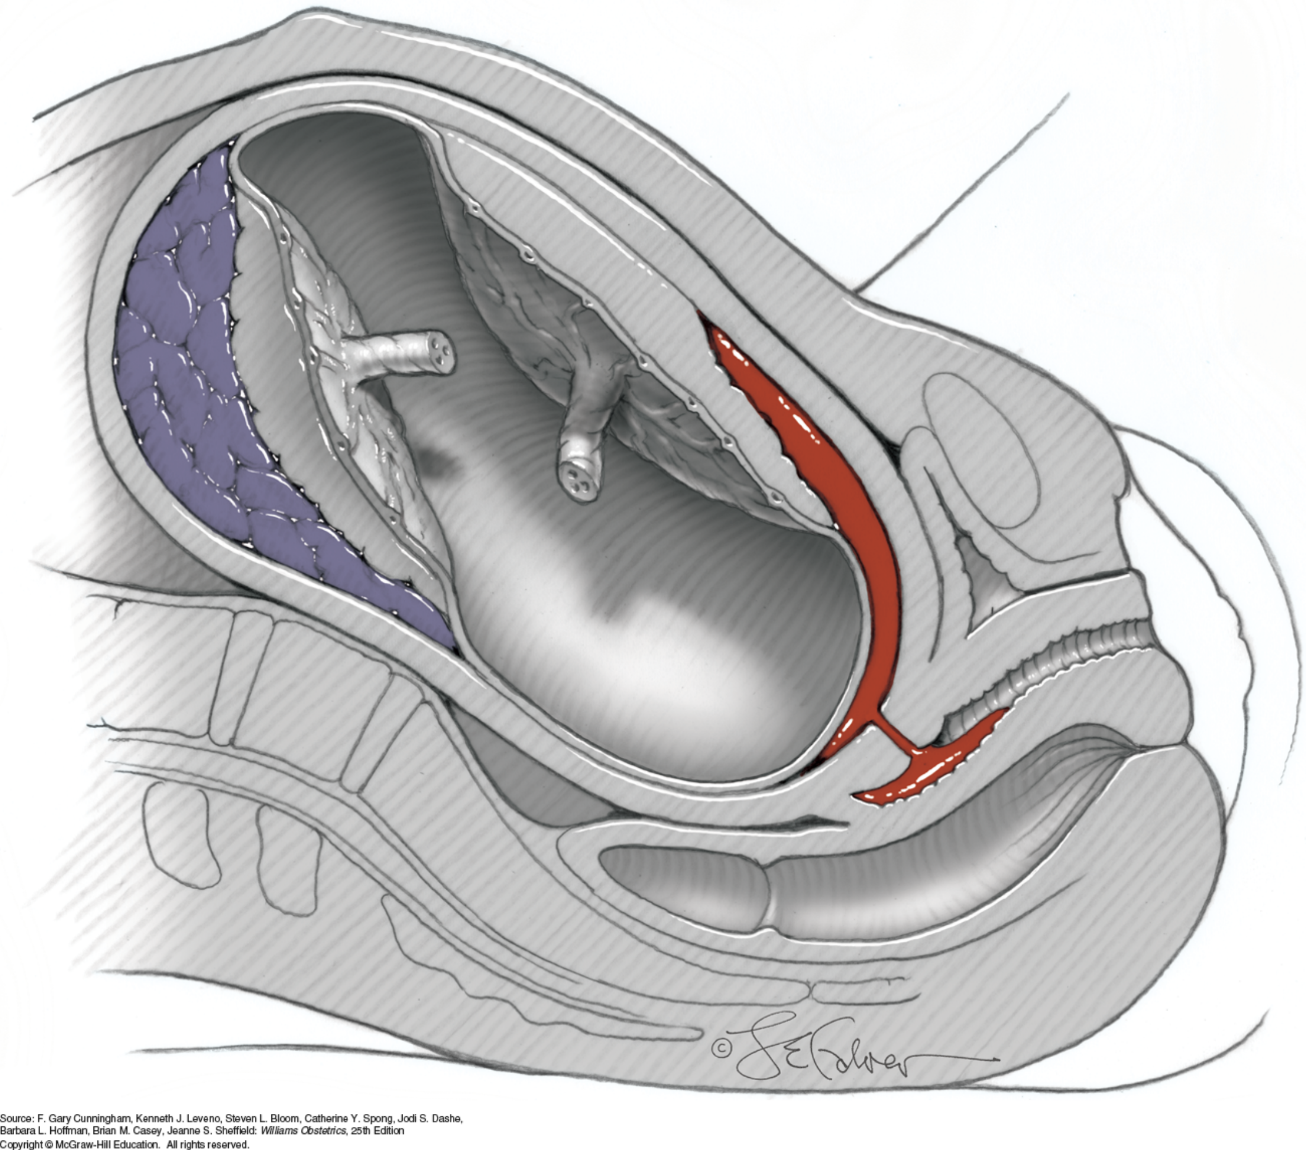 ©
Source: F. Gary Cunningham, Kenneth J. Leveno, Steven L. Bloom, Catherine Y. Spong, Jodi S. Dashe,
Barbara L. Hoffman, Brian M. Casey, Jeanne S. Sheffield: Williams Obstetrics, 25th Edition
Copyright © McGraw-Hill Education.  All rights reserved.